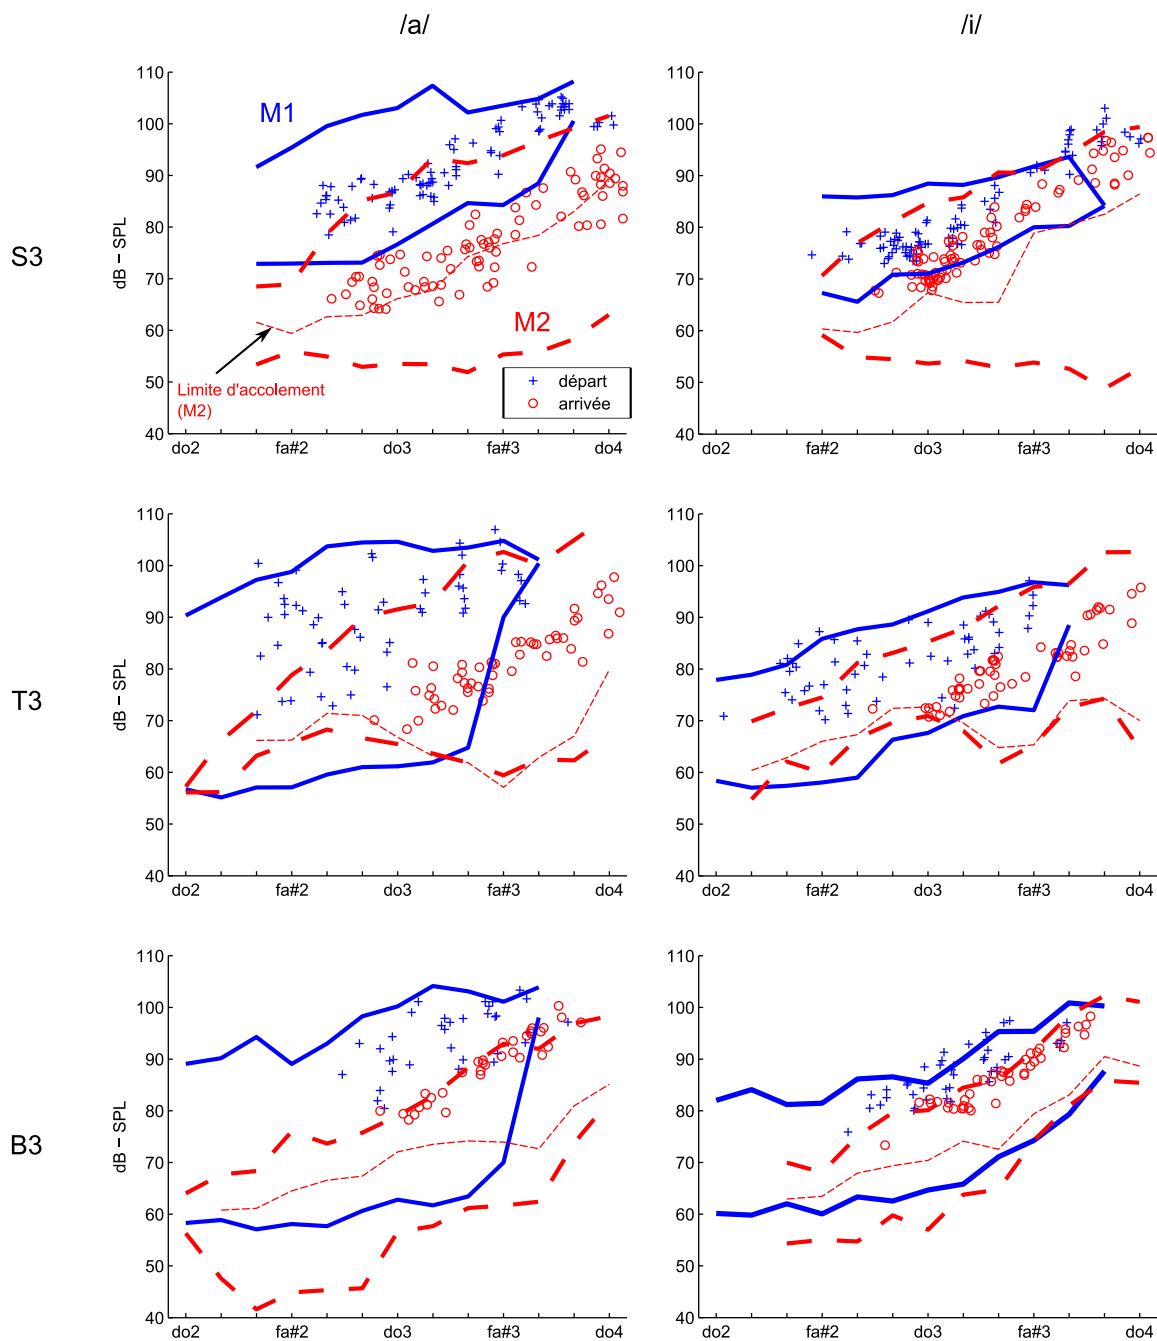 /a/ /i/
S3
dB – SPL
110 110
100 100
90 90
80 80
70 70
60 60
50 50
40 40
M1
M2
Limite d'accolement
(M2)
départ
arrivée
do2 fa#2 do3 fa#3 do4 do2 fa#2 do3 fa#3 do4
T3
dB – SPL
110 110
100 100
90 90
80 80
70 70
60 60
50 50
40 40
do2 fa#2 do3 fa#3 do4 do2 fa#2 do3 fa#3 do4
B3
dB – SPL
110 110
100 100
90 90
80 80
70 70
60 60
50 50
40 40
do2 fa#2 do3 fa#3 do4 do2 fa#2 do3 fa#3 do4